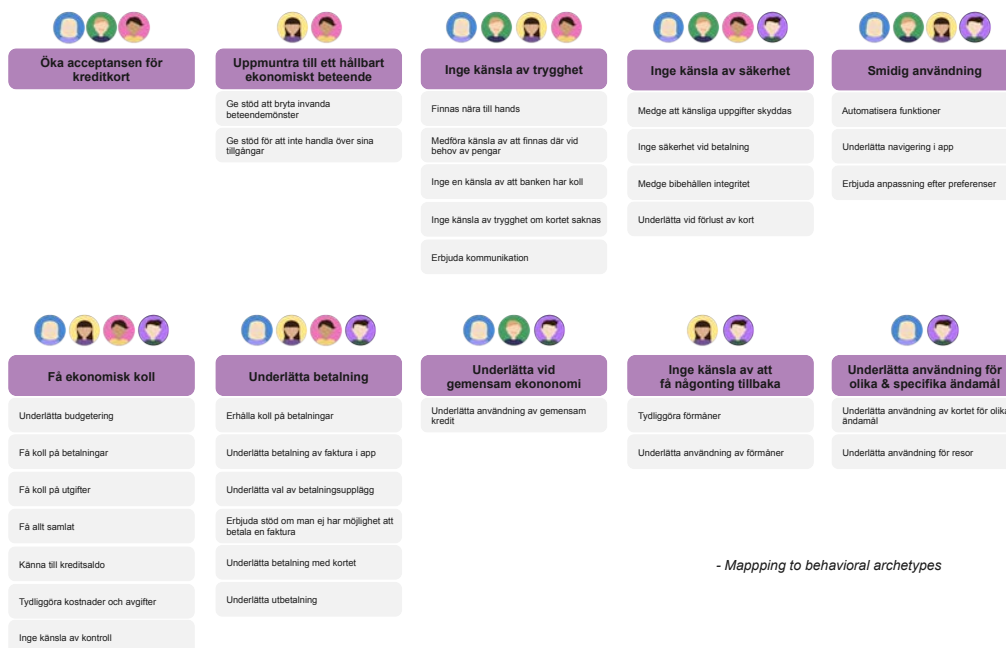 Öka acceptansen för
kreditkort
Uppmuntra till ett hållbart
ekonomiskt beteende
Ge stöd att bryta invanda
beteendemönster
Ge stöd för att inte handla över sina
tillgångar
Inge känsla av trygghet
Finnas nära till hands
Medföra känsla av att finnas där vid
behov av pengar
Inge en känsla av att banken har koll
Inge känsla av trygghet om kortet saknas
Erbjuda kommunikation
Inge känsla av säkerhet
Medge att känsliga uppgifter skyddas
Inge säkerhet vid betalning
Medge bibehållen integritet
Underlätta vid förlust av kort
Smidig användning
Automatisera funktioner
Underlätta navigering i app
Erbjuda anpassning efter preferenser
Få ekonomisk koll
Underlätta budgetering
Få koll på betalningar
Få koll på utgifter
Få allt samlat
Känna till kreditsaldo
Tydliggöra kostnader och avgifter
Inge känsla av kontroll
Underlätta betalning
Erhålla koll på betalningar
Underlätta betalning av faktura i app
Underlätta val av betalningsupplägg
Erbjuda stöd om man ej har möjlighet att
betala en faktura
Underlätta betalning med kortet
Underlätta utbetalning
Underlätta vid
gemensam ekononomi
Underlätta användning av gemensam
kredit
Inge känsla av att
få någonting tillbaka
Tydliggöra förmåner
Underlätta användning av förmåner
Underlätta användning för
olika & specifika ändamål
Underlätta användning av kortet för olika
ändamål
Underlätta användning för resor
- Mappping to behavioral archetypes